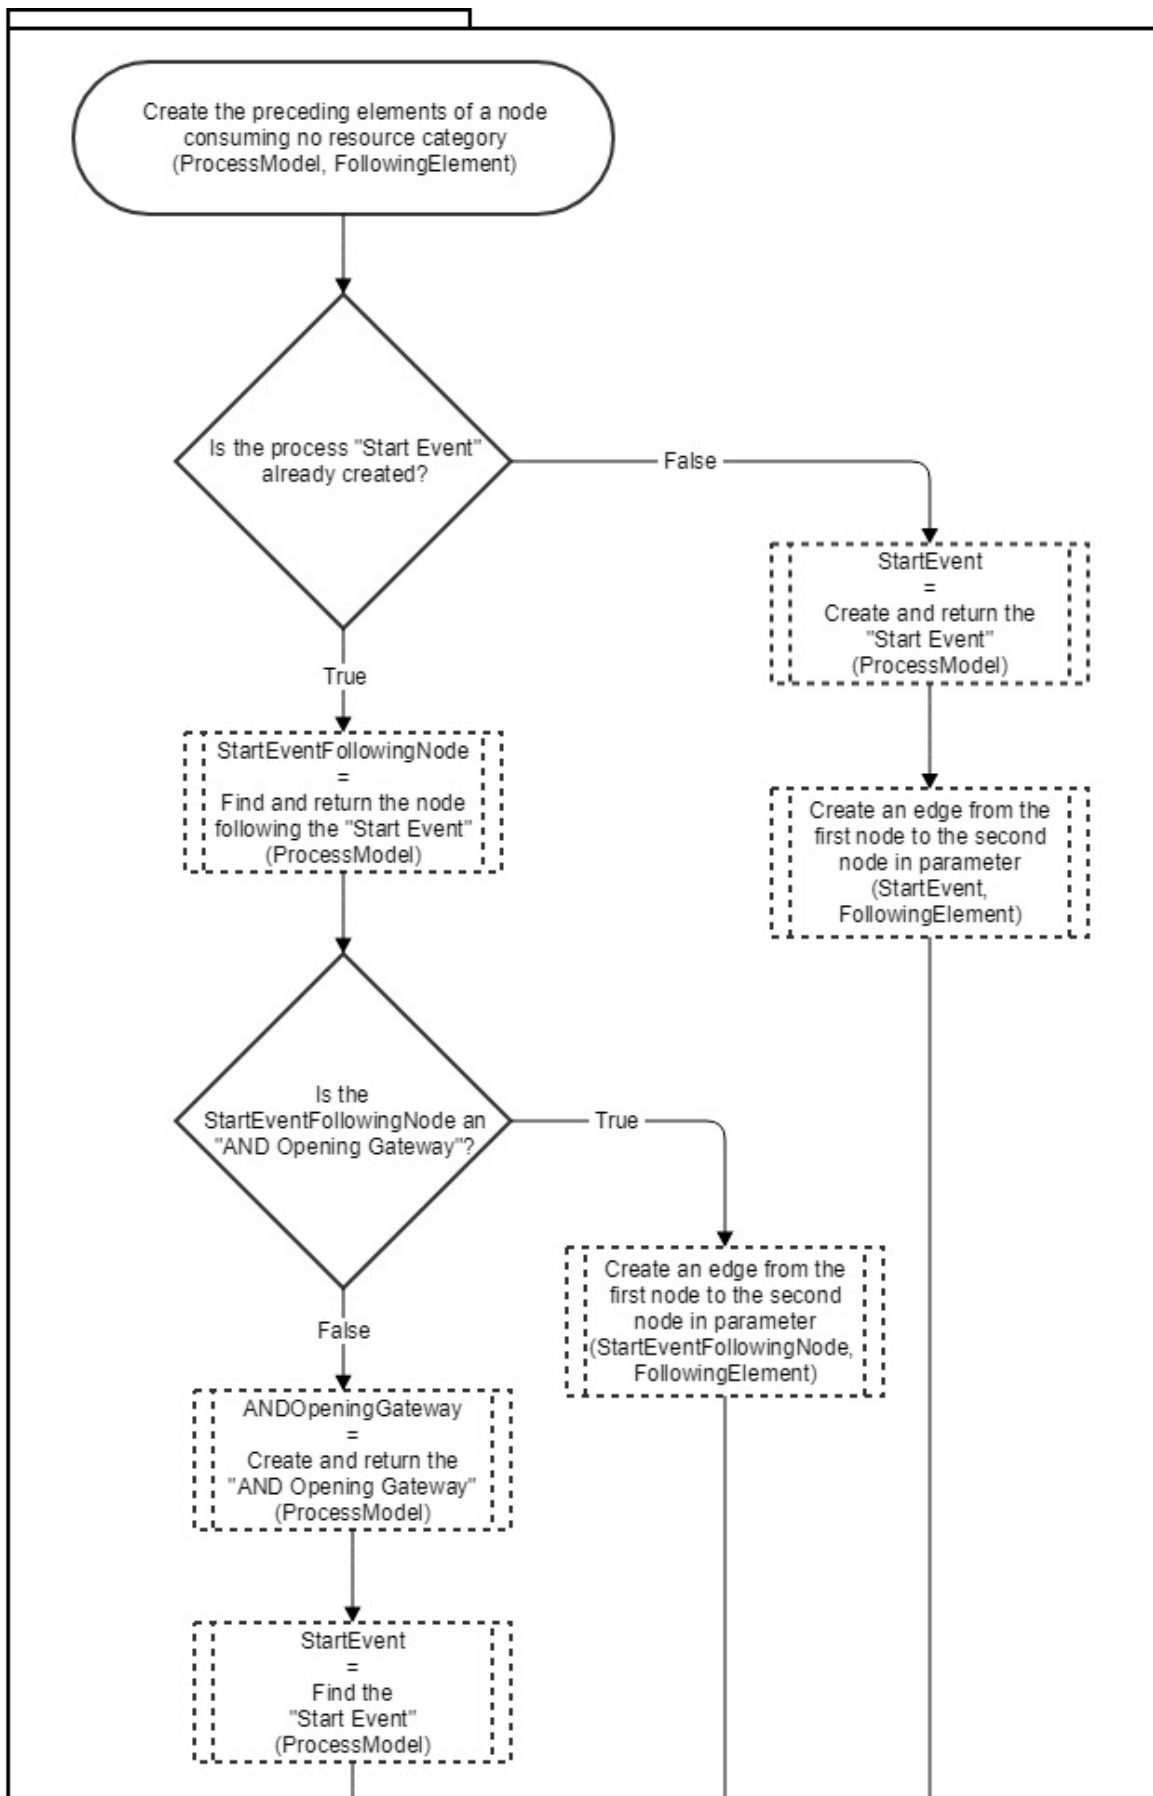 Create the preceding elements of a node
consuming no resource category
(ProcessModel, FollowingElement)
Is the process "Start Event"
already created?
False
StartEvent
=
Create and return the
"Start Event"
(ProcessModel)
True
StartEventFollowingNode
=
Find and return the node
following the "Start Event"
(ProcessModel)
Create an edge from the
first node to the second
node in parameter
(StartEvent,
FollowingElement)
Is the
StartEventFollowingNode an
"AND Opening Gateway"?
True
Create an edge from the
first node to the second
node in parameter
(StartEventFollowingNode,
FollowingElement)
False
ANDOpeningGateway
=
Create and return the
"AND Opening Gateway"
(ProcessModel)
StartEvent
=
Find the
"Start Event"
(ProcessModel)